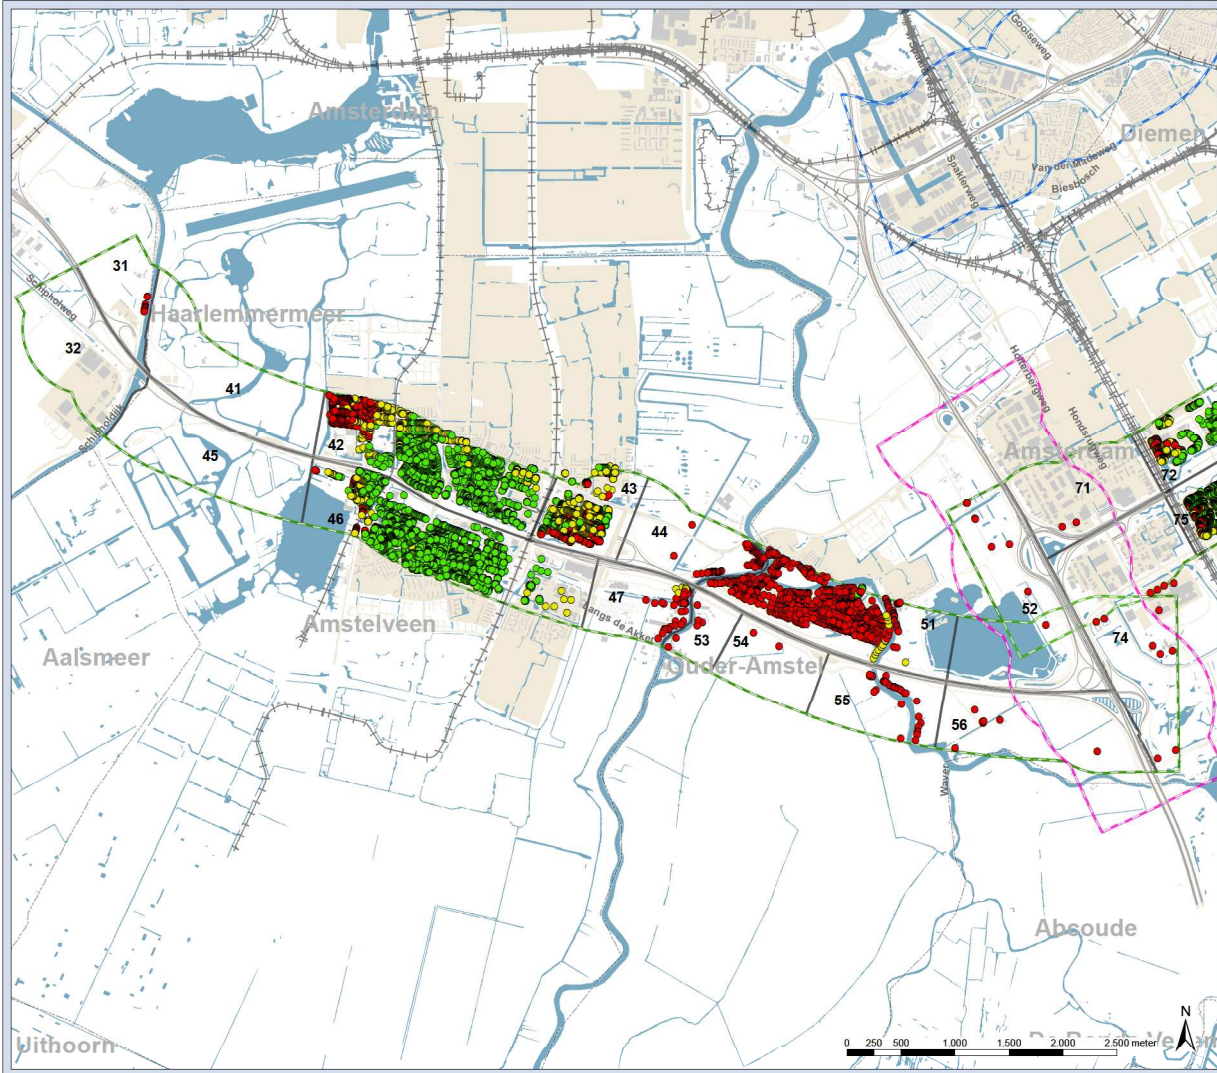 Gooiseweg
Amsterdam
Diemen
Van der Madeweg
Spaklerweg
Biesbosch
31
Schipholweg
Haarlemmermeer
32
41
Holterbergweg
Schipholdijk
Hondsrugweg
42
45
Amsterdam
72
71
43
46
75
44
47
52
Langs de Akker
Amstelveen
51
53
54
74
Aalsmeer
Ouder-Amstel
55
56
Waver
Abcoude
N
Uithoorn
0 250 500 1.000 1.500 2.000 2.500 meter